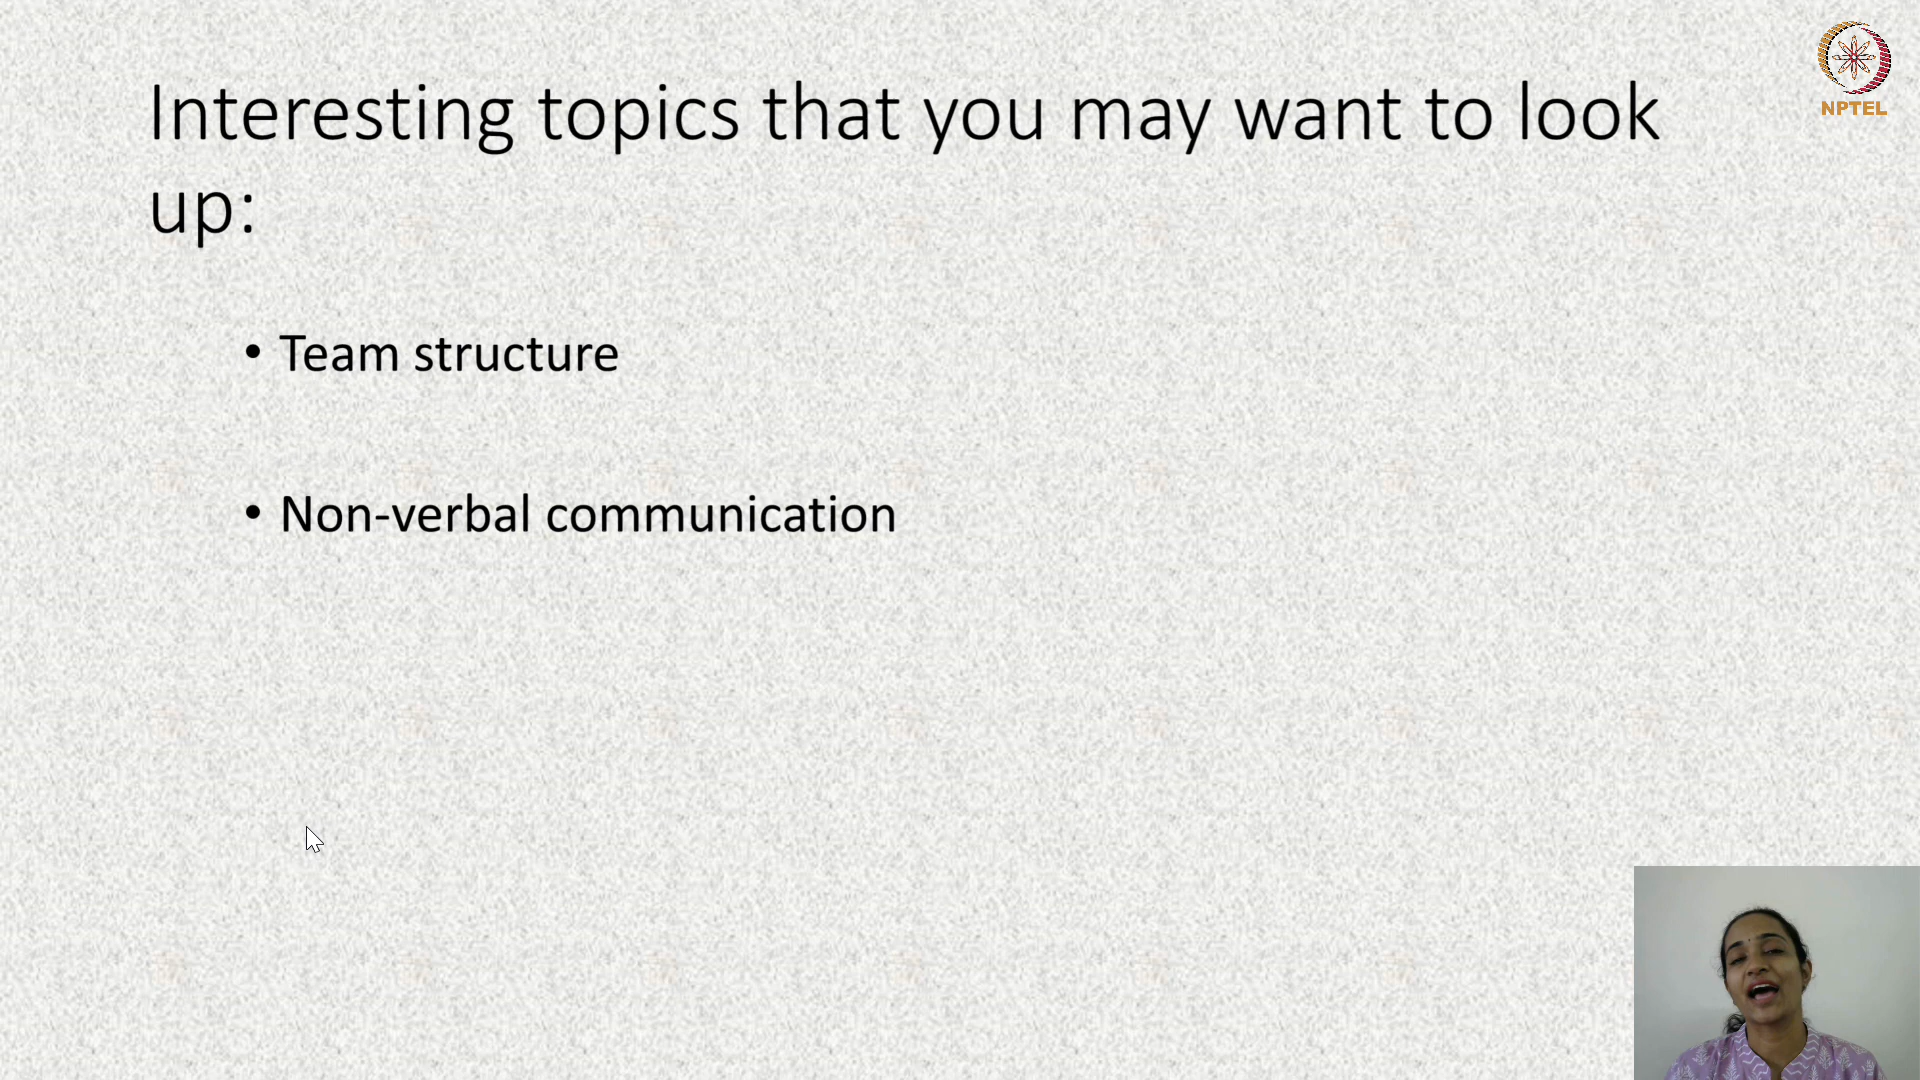 Interesting topics that you may want to look
up:
• Team structure
• Non-verbal communication
NPTEL